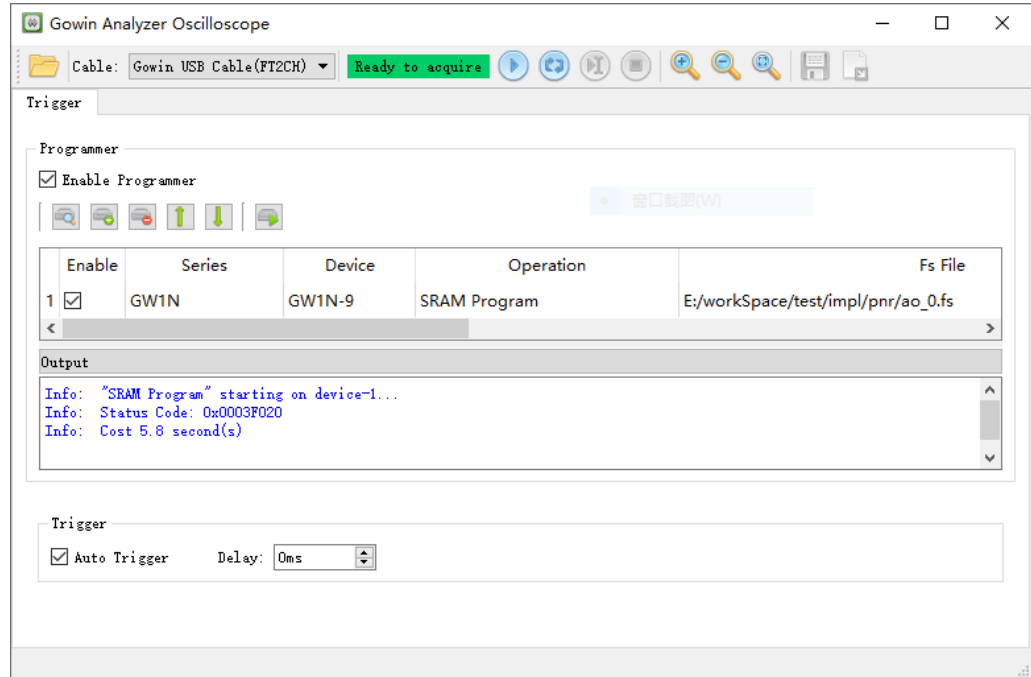 Gowin Analyzer Oscilloscope
Cable: Gowin USB Cable(FT2CH) Ready to acquire
Trigger
Programmer
Enable Programmer
窗口截图(W)
Enable Series Device Operation Fs File
1 GW1N GW1N-9 SRAM Program E:/workSpace/test/impl/pnr/ao_0.fs
Output
Info: "SRAM Program" starting on device-1...
Info: Status Code: 0x0003F020
Info: Cost 5.8 second(s)
Trigger
Auto Trigger Delay: 0ms